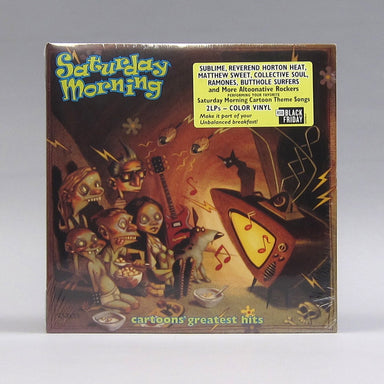 Saturday
Morning
SUBLIME, REVEREND HORTON HEAT,
MATTHEW SWEET, COLLECTIVE SOUL,
RAMONES, BUTTHOLE SURFERS
and More Altoonative Rockers
PERFORMING YOUR FAVORITE
Saturday Morning Cartoon Theme Songs
2LPs – COLOR VINYL
Make it part of your
Unbalanced breakfast!
BLACK
FRIDAY
cartoons' greatest hits